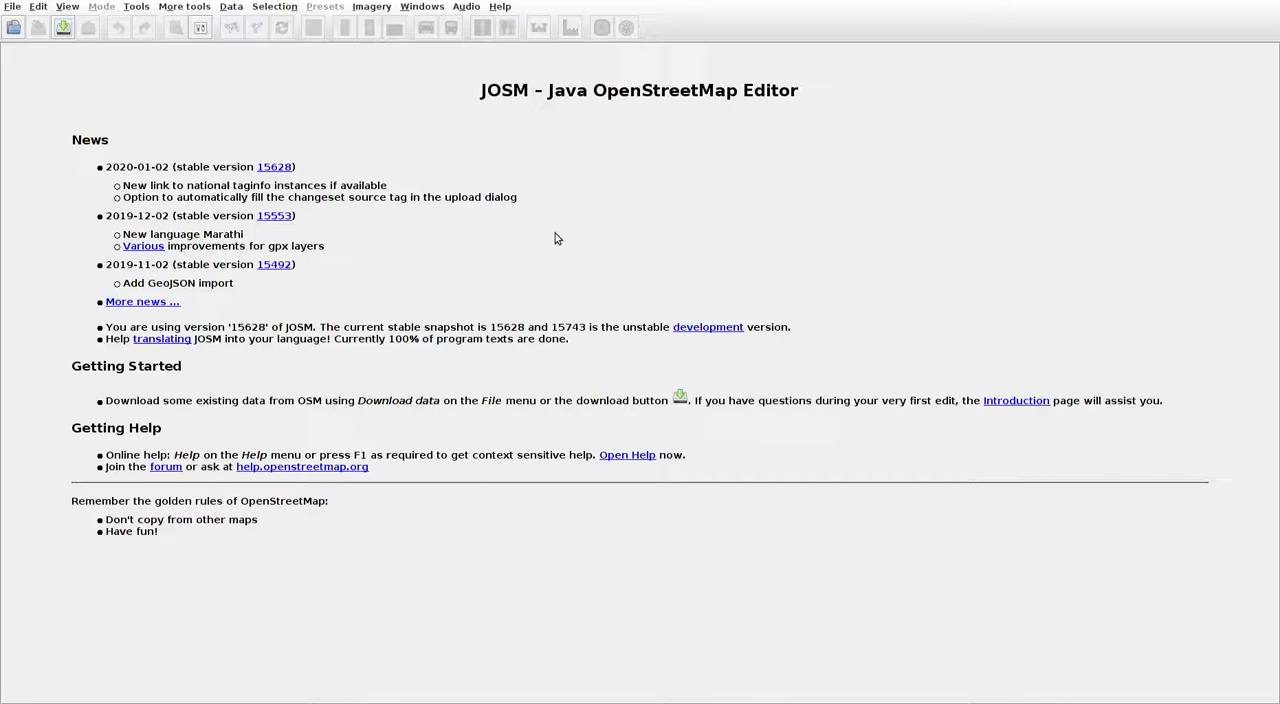 File Edit View Mode Tools More tools Data Selection Presets Imagery Windows Audio Help
JOSM – Java OpenStreetMap Editor
News
2020-01-02 (stable version 15628)
New link to national taginfo instances if available
Option to automatically fill the changeset source tag in the upload dialog
2019-12-02 (stable version 15553)
New language Marathi
Various improvements for gpx layers
2019-11-02 (stable version 15492)
Add GeoJSON import
More news ...
You are using version '15628' of JOSM. The current stable snapshot is 15628 and 15743 is the unstable development version.
Help translating JOSM into your language! Currently 100% of program texts are done.
Getting Started
Download some existing data from OSM using Download data on the File menu or the download button . If you have questions during your very first edit, the Introduction page will assist you.
Getting Help
Online help: Help on the Help menu or press F1 as required to get context sensitive help. Open Help now.
Join the forum or ask at help.openstreetmap.org
Remember the golden rules of OpenStreetMap:
Don't copy from other maps
Have fun!